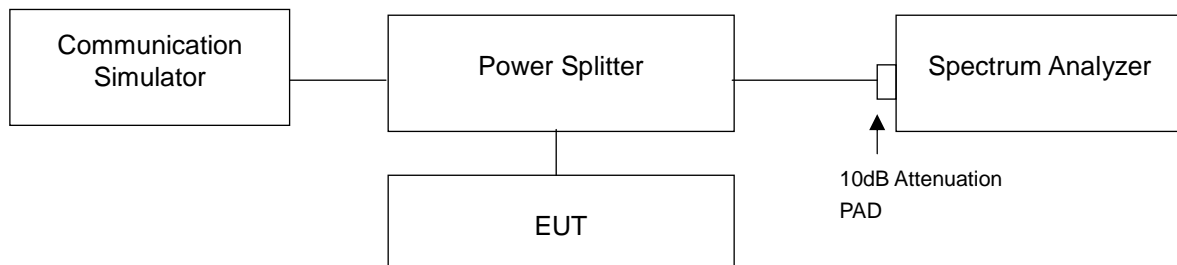 Communication
Simulator
Power Splitter
Spectrum Analyzer
10dB Attenuation
PAD
EUT